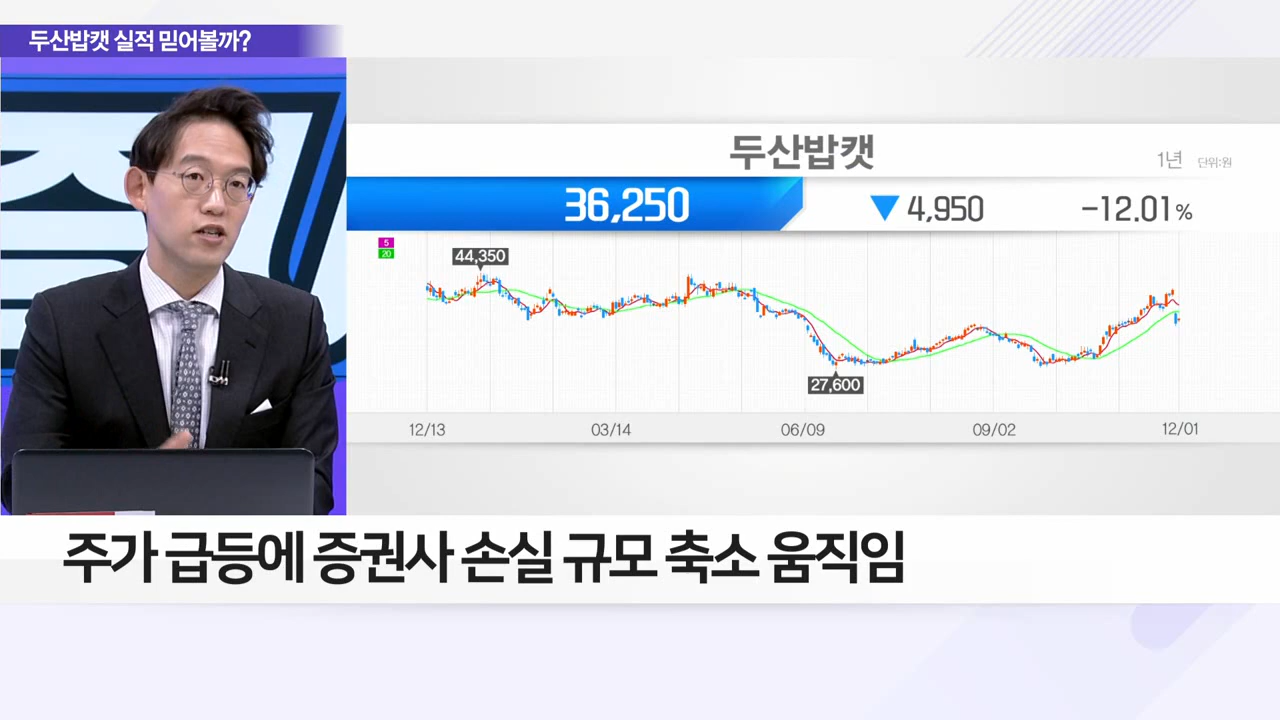 두산밥캣 실적 믿어볼까?
두산밥캣
1년 단위:원
36,250 ▼ 4,950 -12.01%
5
20
44,350
27,600
12/13 03/14 06/09 09/02 12/01
주가 급등에 증권사 손실 규모 축소 움직임